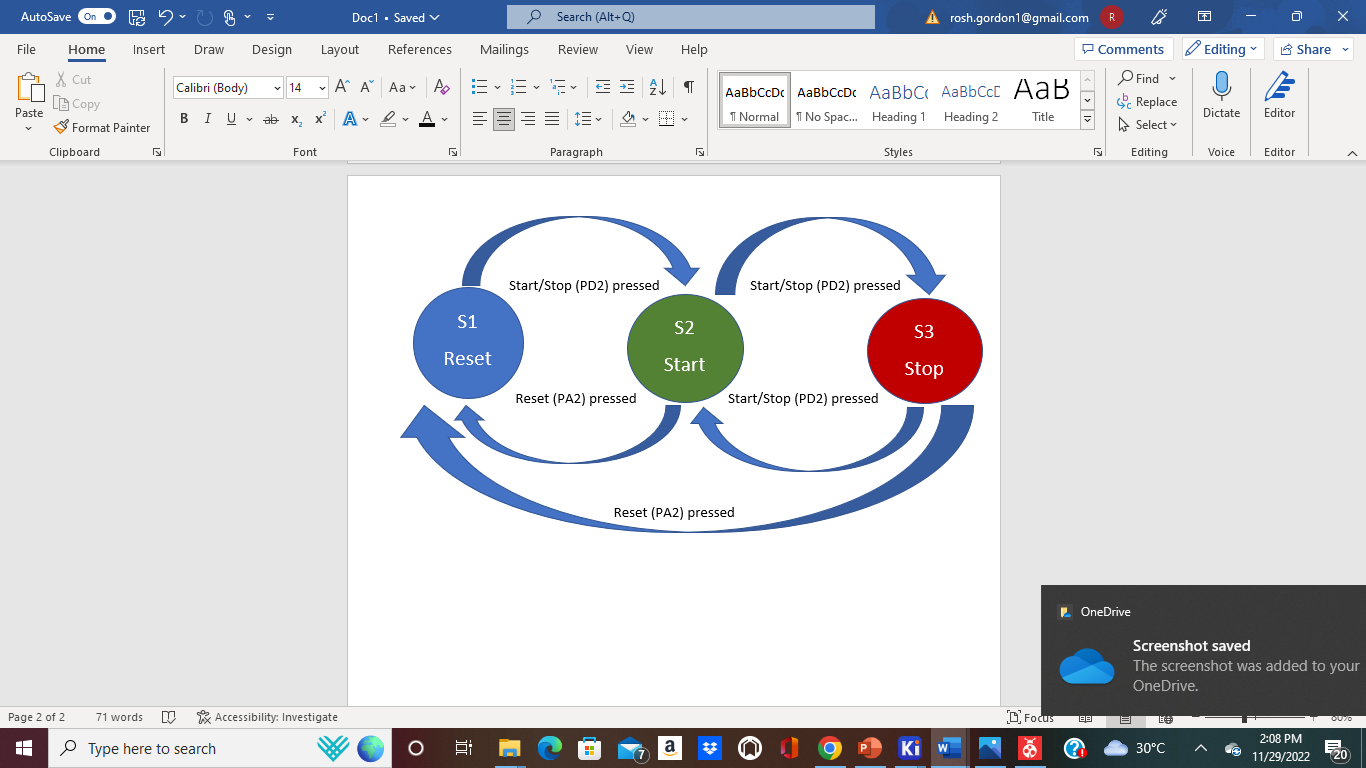 AutoSave On Doc1 • Saved Search (Alt+Q) rosh.gordon1@gmail.com R
File Home Insert Draw Design Layout References Mailings Review View Help Comments Editing Share
Paste Cut Copy Format Painter
Calibri (Body) 14 Aa
B I U ab x₂ x² A A
AaBbCcDc AaBbCcDc AaBbCc AaBbCcD AaB
¶ Normal ¶ No Spac... Heading 1 Heading 2 Title
Find Replace Select
Dictate Editor
Clipboard Font Paragraph Styles Editing Voice Editor
Start/Stop (PD2) pressed Start/Stop (PD2) pressed
S1 S2 S3
Reset Start Stop
Reset (PA2) pressed Start/Stop (PD2) pressed
Reset (PA2) pressed
OneDrive
Screenshot saved
The screenshot was added to your
OneDrive.
Page 2 of 2 71 words Accessibility: Investigate Focus 80%
Type here to search 7 30°C 2:08 PM
11/29/2022 20